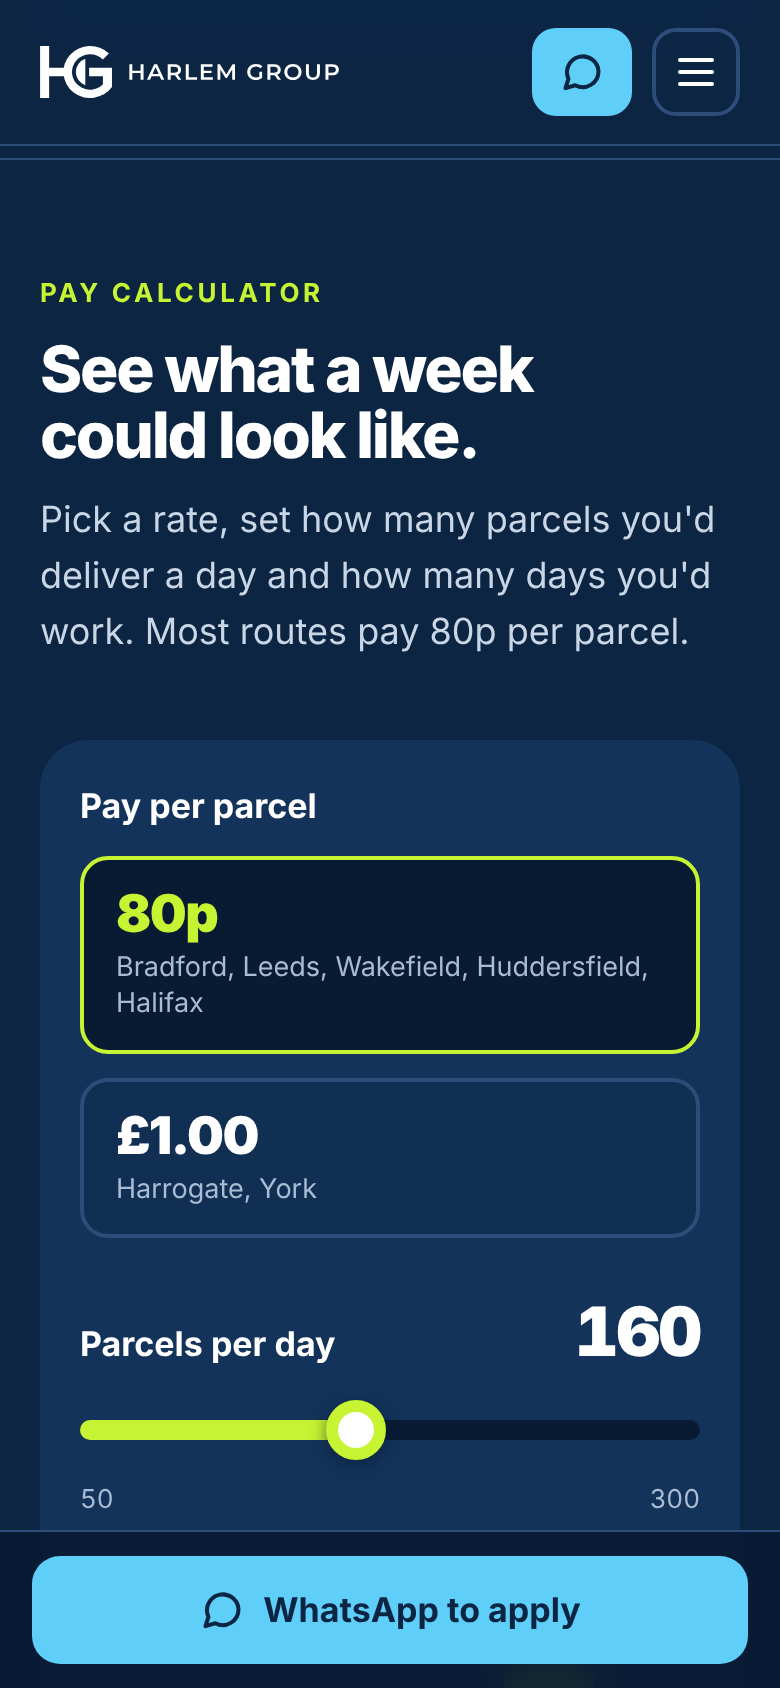 HG HARLEM GROUP
PAY CALCULATOR
See what a week
could look like.
Pick a rate, set how many parcels you'd
deliver a day and how many days you'd
work. Most routes pay 80p per parcel.
Pay per parcel
80p
Bradford, Leeds, Wakefield, Huddersfield,
Halifax
£1.00
Harrogate, York
Parcels per day 160
50 300
WhatsApp to apply